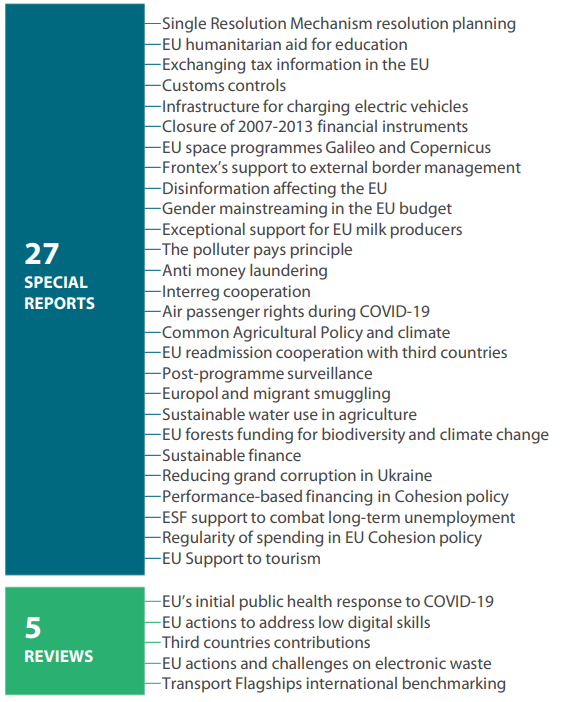 27
SPECIAL
REPORTS
Single Resolution Mechanism resolution planning
EU humanitarian aid for education
Exchanging tax information in the EU
Customs controls
Infrastructure for charging electric vehicles
Closure of 2007-2013 financial instruments
EU space programmes Galileo and Copernicus
Frontex's support to external border management
Disinformation affecting the EU
Gender mainstreaming in the EU budget
Exceptional support for EU milk producers
The polluter pays principle
Anti money laundering
Interreg cooperation
Air passenger rights during COVID-19
Common Agricultural Policy and climate
EU readmission cooperation with third countries
Post-programme surveillance
Europol and migrant smuggling
Sustainable water use in agriculture
EU forests funding for biodiversity and climate change
Sustainable finance
Reducing grand corruption in Ukraine
Performance-based financing in Cohesion policy
ESF support to combat long-term unemployment
Regularity of spending in EU Cohesion policy
EU Support to tourism
5
REVIEWS
EU's initial public health response to COVID-19
EU actions to address low digital skills
Third countries contributions
EU actions and challenges on electronic waste
Transport Flagships international benchmarking